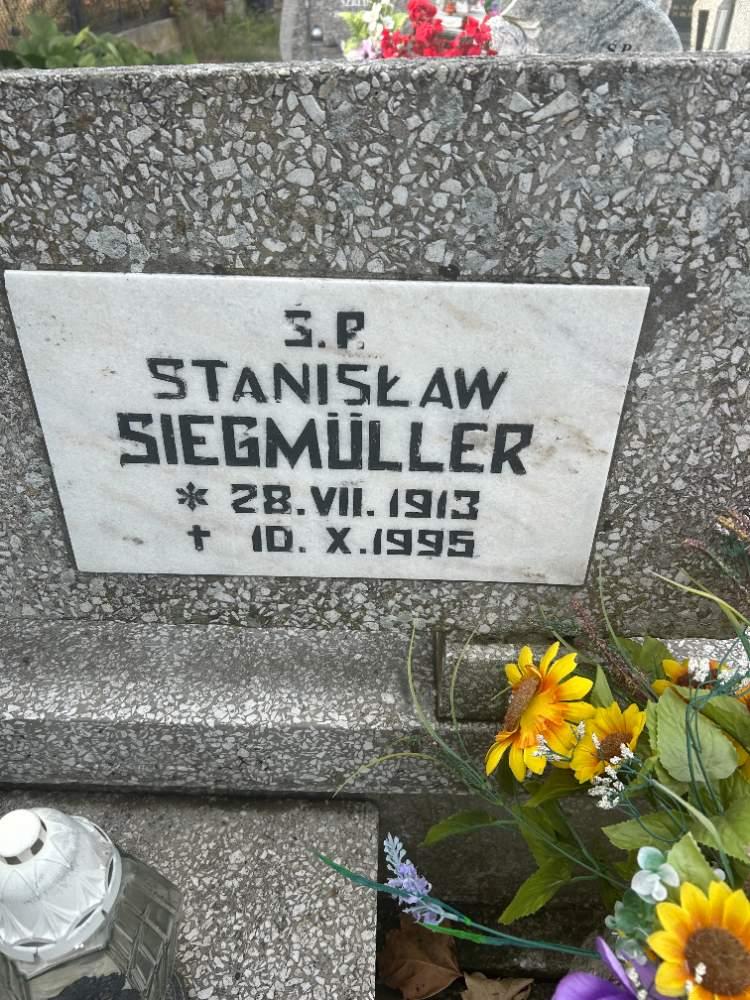 S.P.
S.P.
STANISŁAW
SIEGMÜLLER
* 28.VII.1913
† 10.X.1995